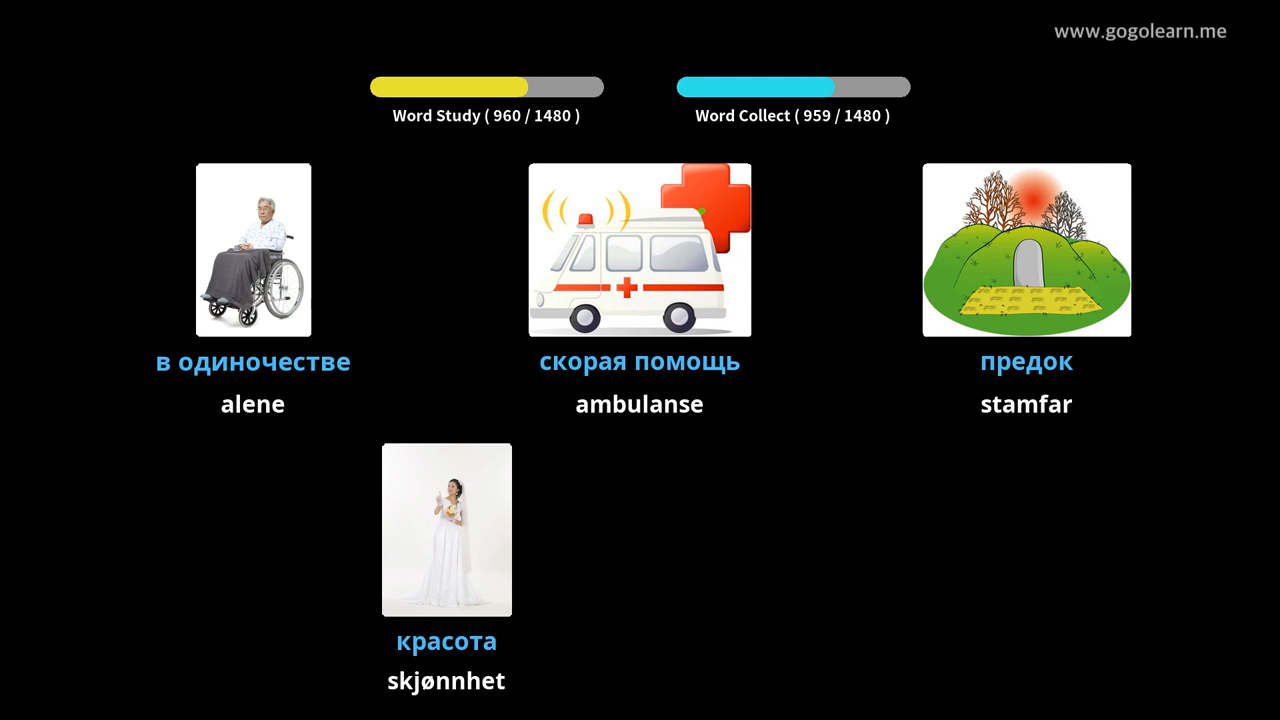 www.gogolearn.me
Word Study ( 960 / 1480 )
Word Collect ( 959 / 1480 )
в одиночестве
скорая помощь
предок
alene
ambulanse
stamfar
красота
skjønnhet